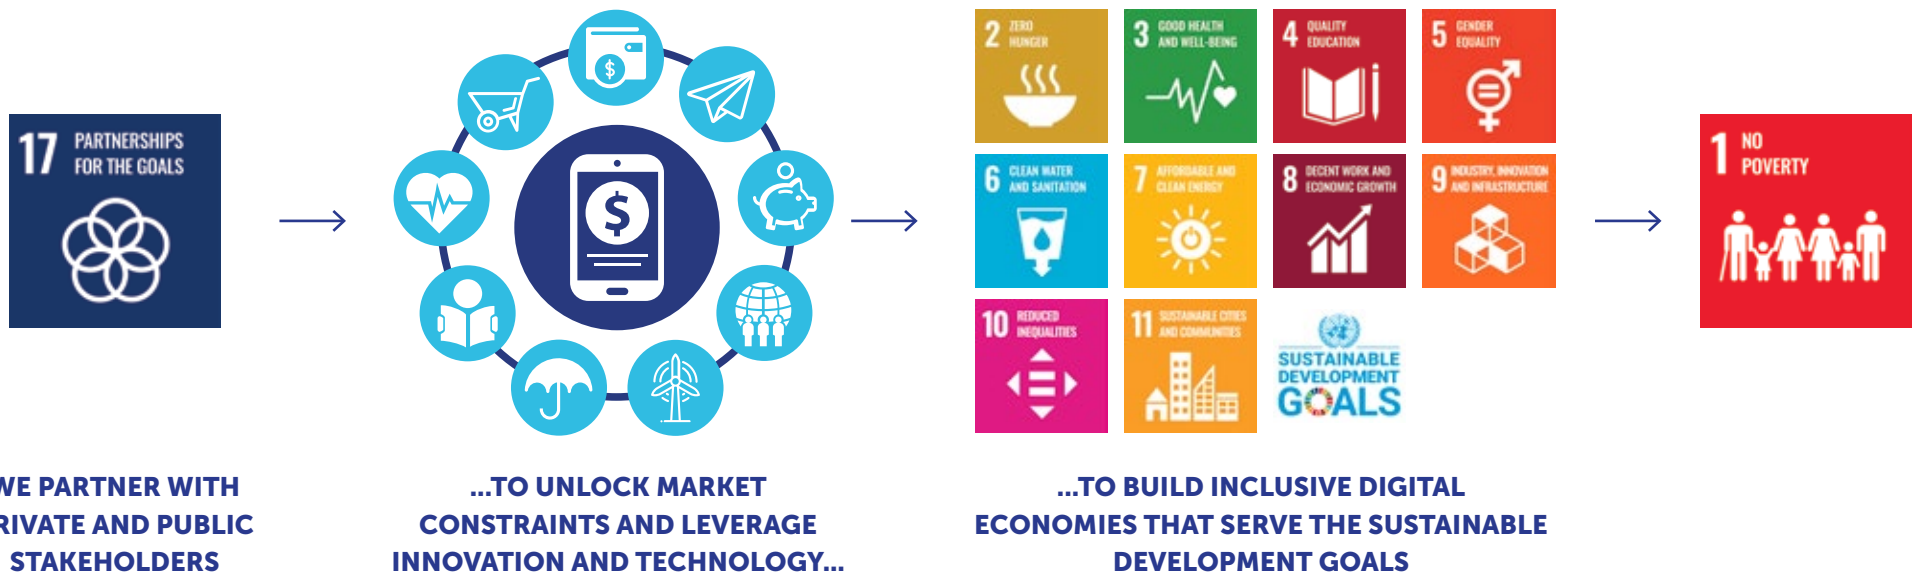 17 PARTNERSHIPS
FOR THE GOALS
$
$
2 ZERO
HUNGER
3 GOOD HEALTH
AND WELL-BEING
4 QUALITY
EDUCATION
5 GENDER
EQUALITY
6 CLEAN WATER
AND SANITATION
7 AFFORDABLE AND
CLEAN ENERGY
8 DECENT WORK AND
ECONOMIC GROWTH
9 INDUSTRY, INNOVATION
AND INFRASTRUCTURE
10 REDUCED
INEQUALITIES
11 SUSTAINABLE CITIES
AND COMMUNITIES
SUSTAINABLE
DEVELOPMENT
GOALS
1 NO
POVERTY
WE PARTNER WITH
RIVATE AND PUBLIC
STAKEHOLDERS
...TO UNLOCK MARKET
CONSTRAINTS AND LEVERAGE
INNOVATION AND TECHNOLOGY...
...TO BUILD INCLUSIVE DIGITAL
ECONOMIES THAT SERVE THE SUSTAINABLE
DEVELOPMENT GOALS